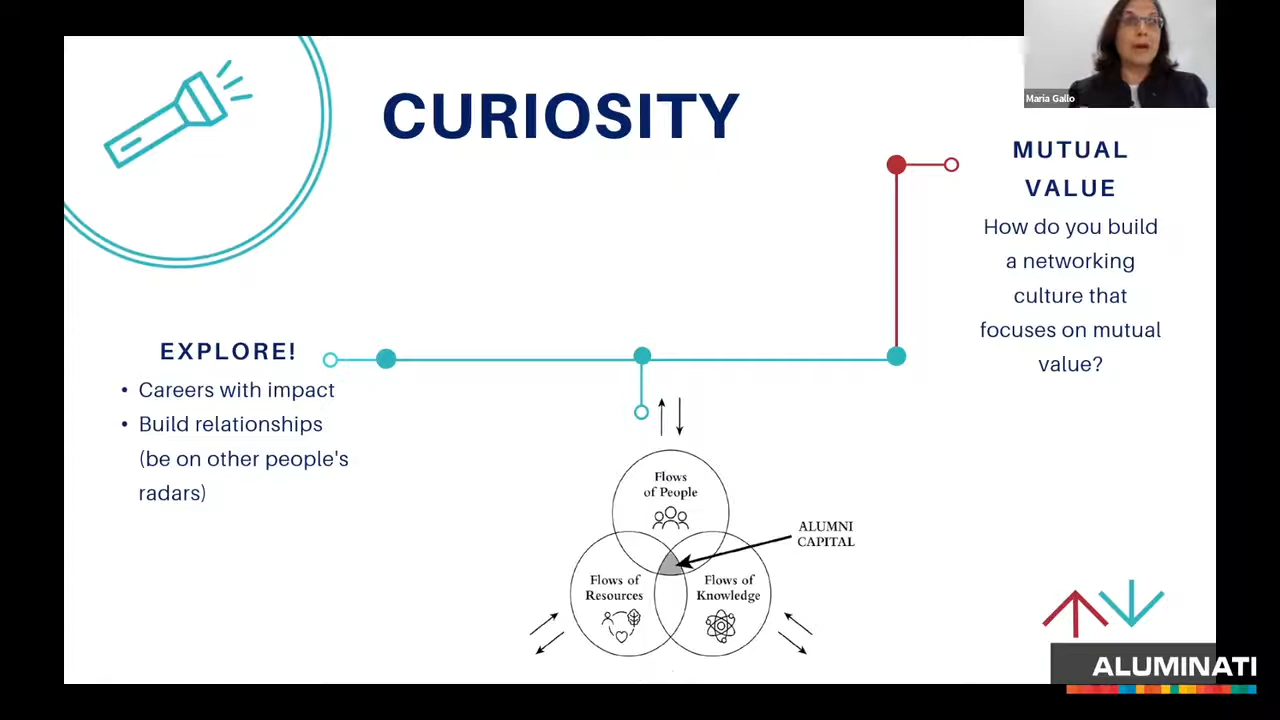 CURIOSITY
Maria Gallo
MUTUAL
VALUE
How do you build
a networking
culture that
focuses on mutual
value?
EXPLORE!
• Careers with impact
• Build relationships
(be on other people's
radars)
Flows
of People
ALUMNI
CAPITAL
Flows of
Resources
Flows of
Knowledge
ALUMINATI